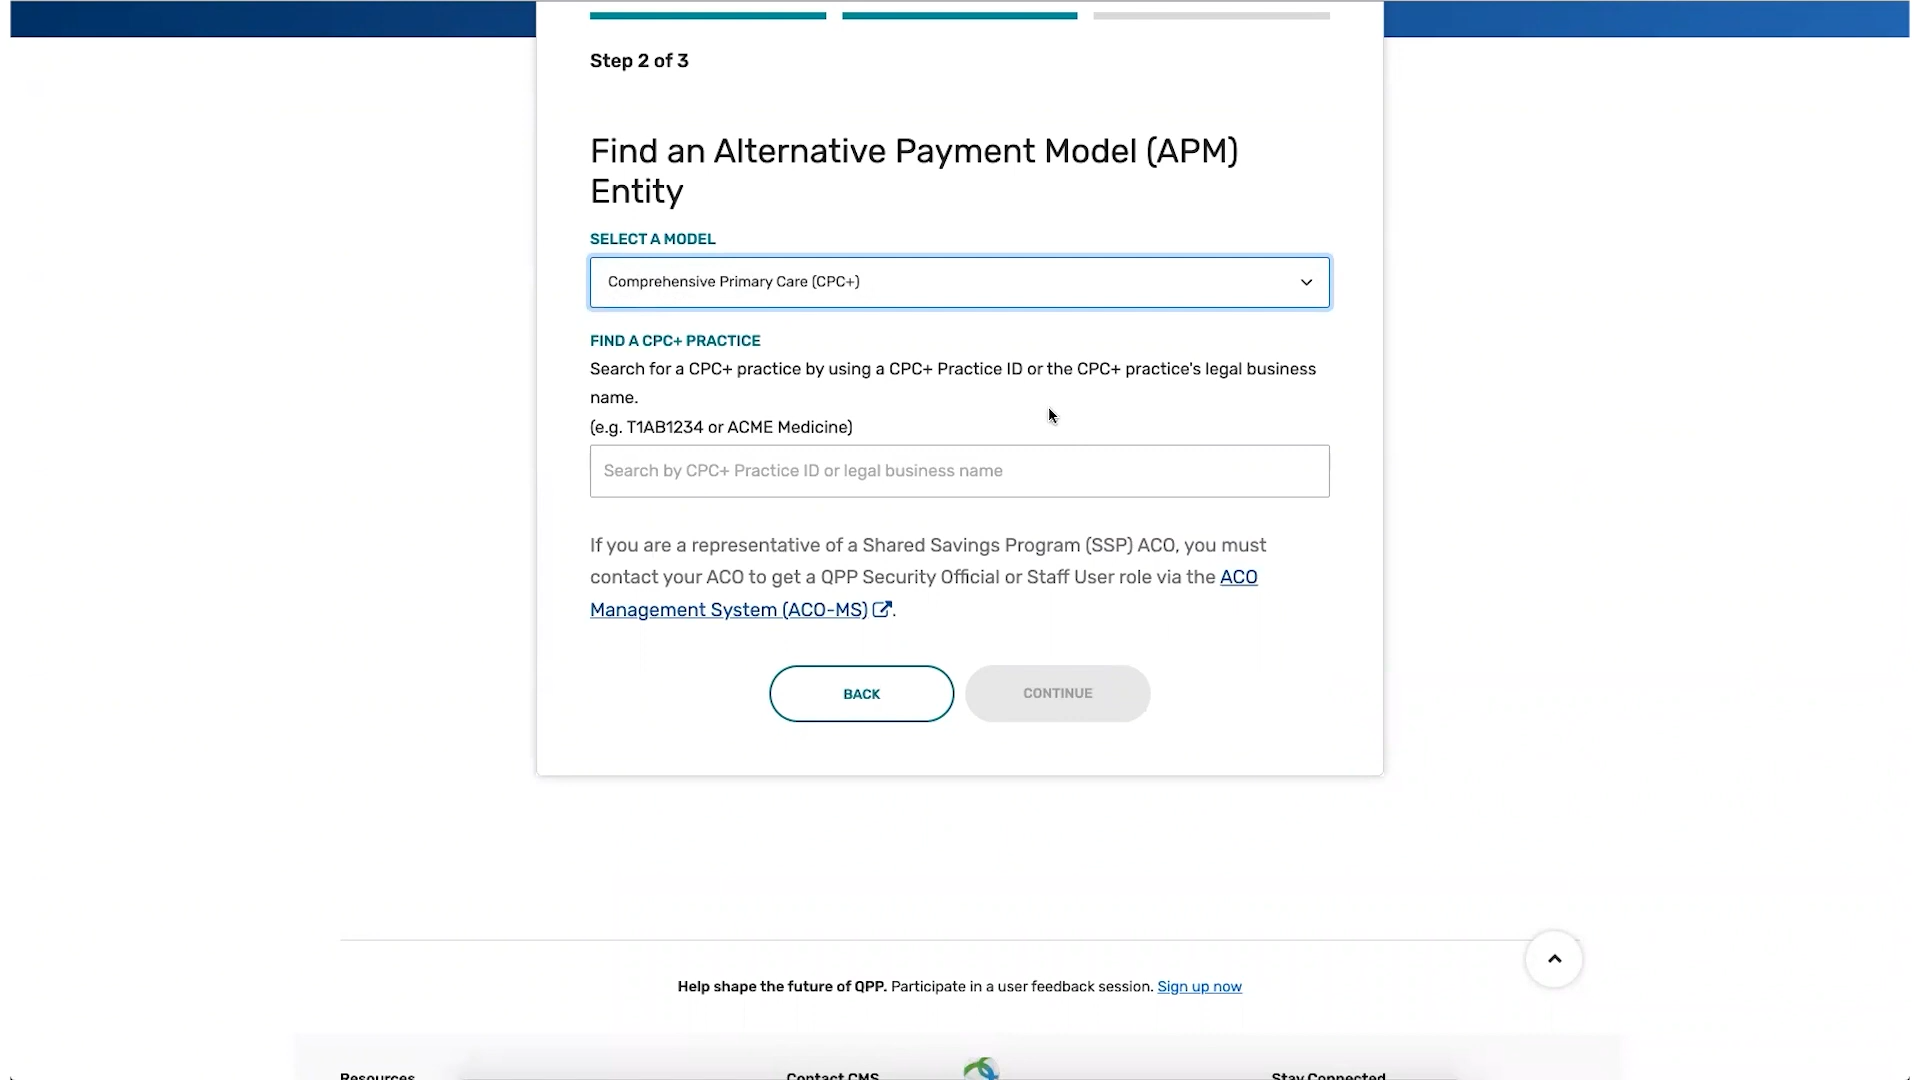 Step 2 of 3
Find an Alternative Payment Model (APM)
Entity
SELECT A MODEL
Comprehensive Primary Care (CPC+)
FIND A CPC+ PRACTICE
Search for a CPC+ practice by using a CPC+ Practice ID or the CPC+ practice's legal business
name.
(e.g. T1AB1234 or ACME Medicine)
Search by CPC+ Practice ID or legal business name
If you are a representative of a Shared Savings Program (SSP) ACO, you must
contact your ACO to get a QPP Security Official or Staff User role via the ACO
Management System (ACO-MS).
BACK CONTINUE
Help shape the future of QPP. Participate in a user feedback session. Sign up now
Resources Contact CMS Stay Connected